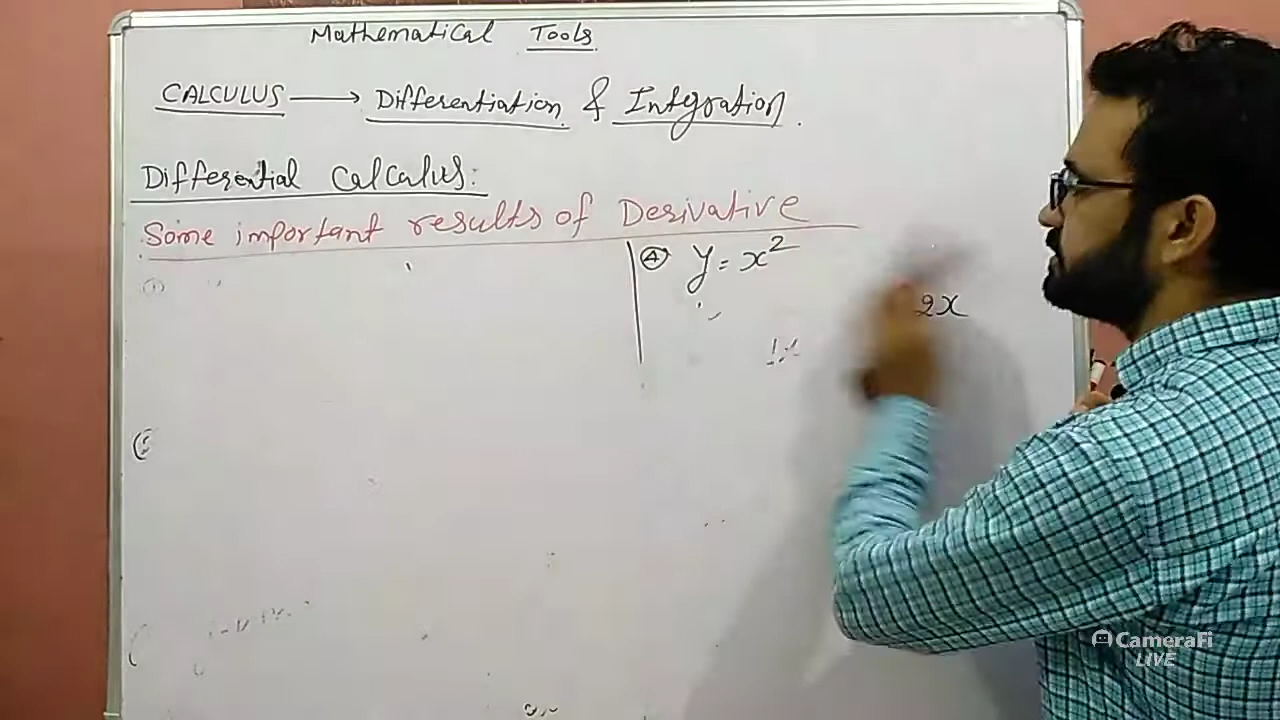 Mathematical Tools
CALCULUS → Differentiation & Integration.
Differential Calculus:
Some important results of Derivative
④ y = x²
2x
CameraFi
LIVE